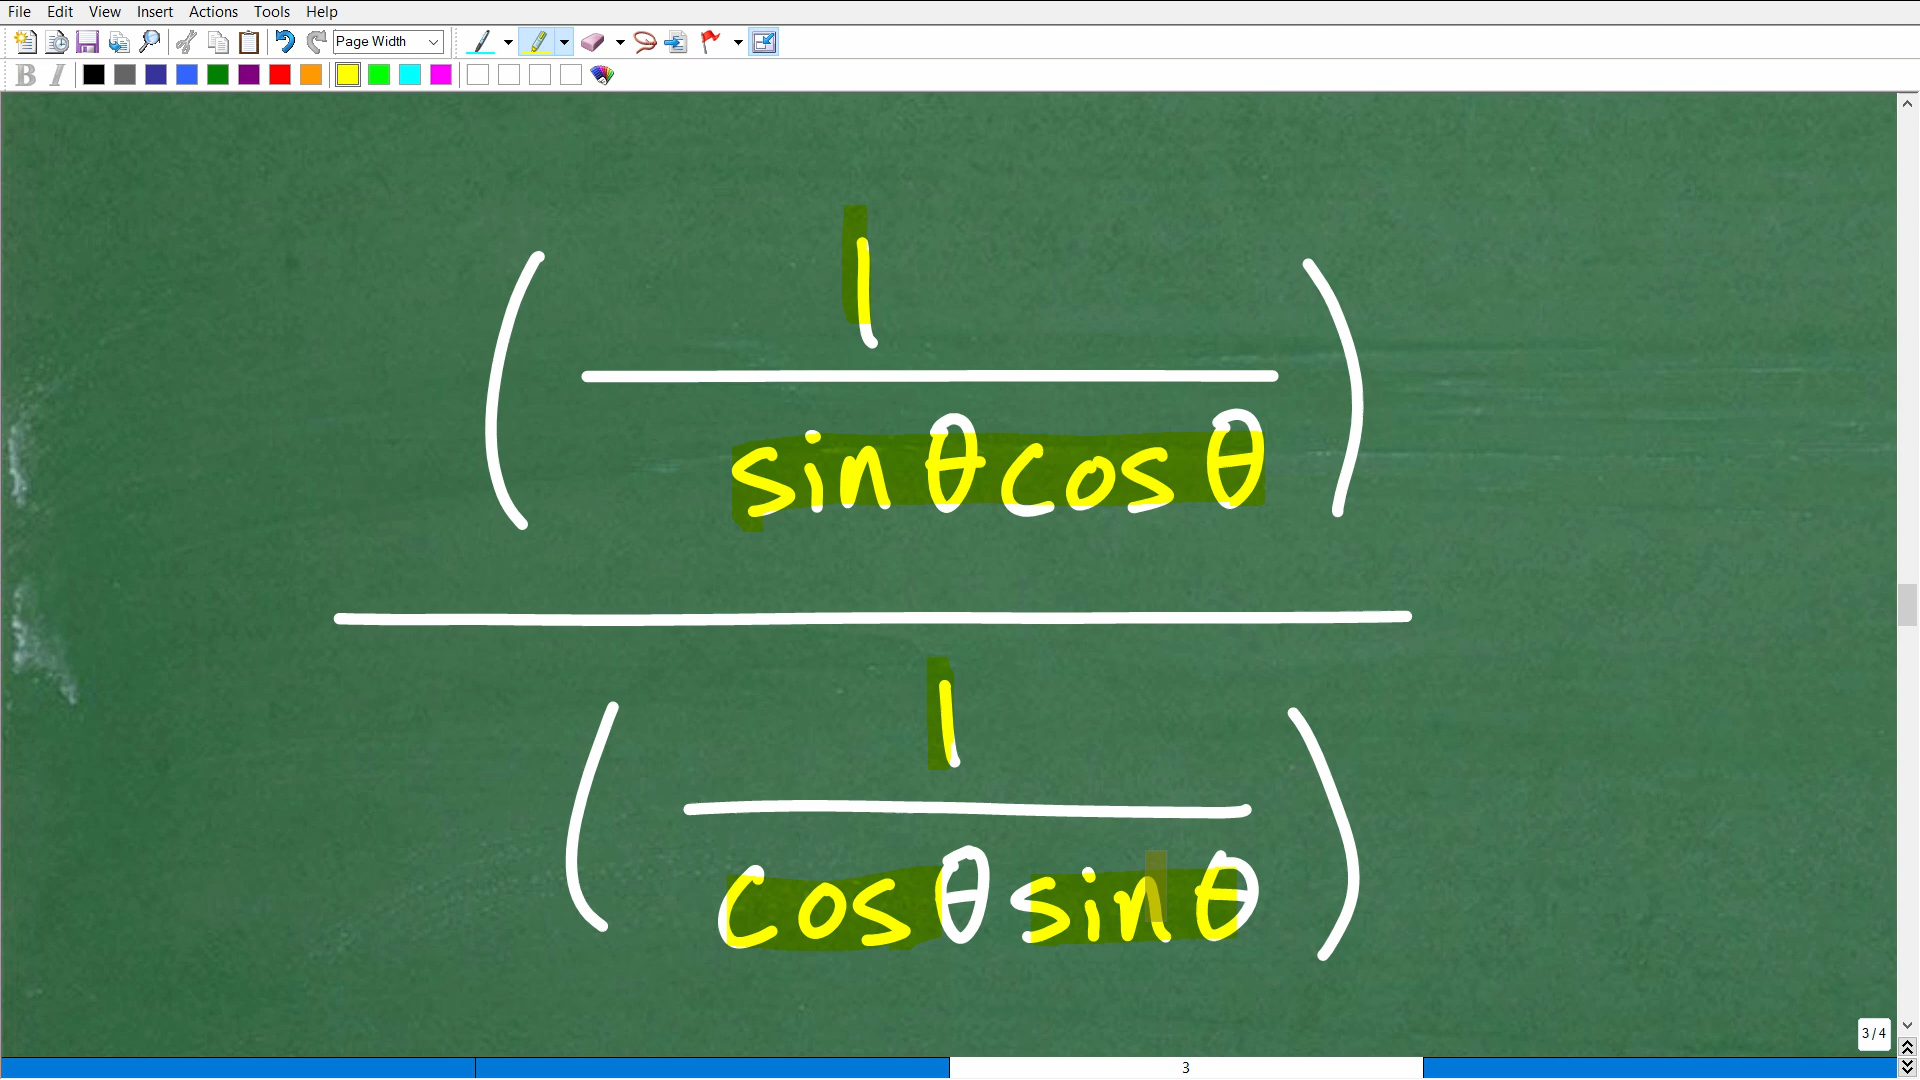 File Edit View Insert Actions Tools Help
Page Width
B I
1
sin θ cos θ
1
cos θ sin θ
3 / 4
3